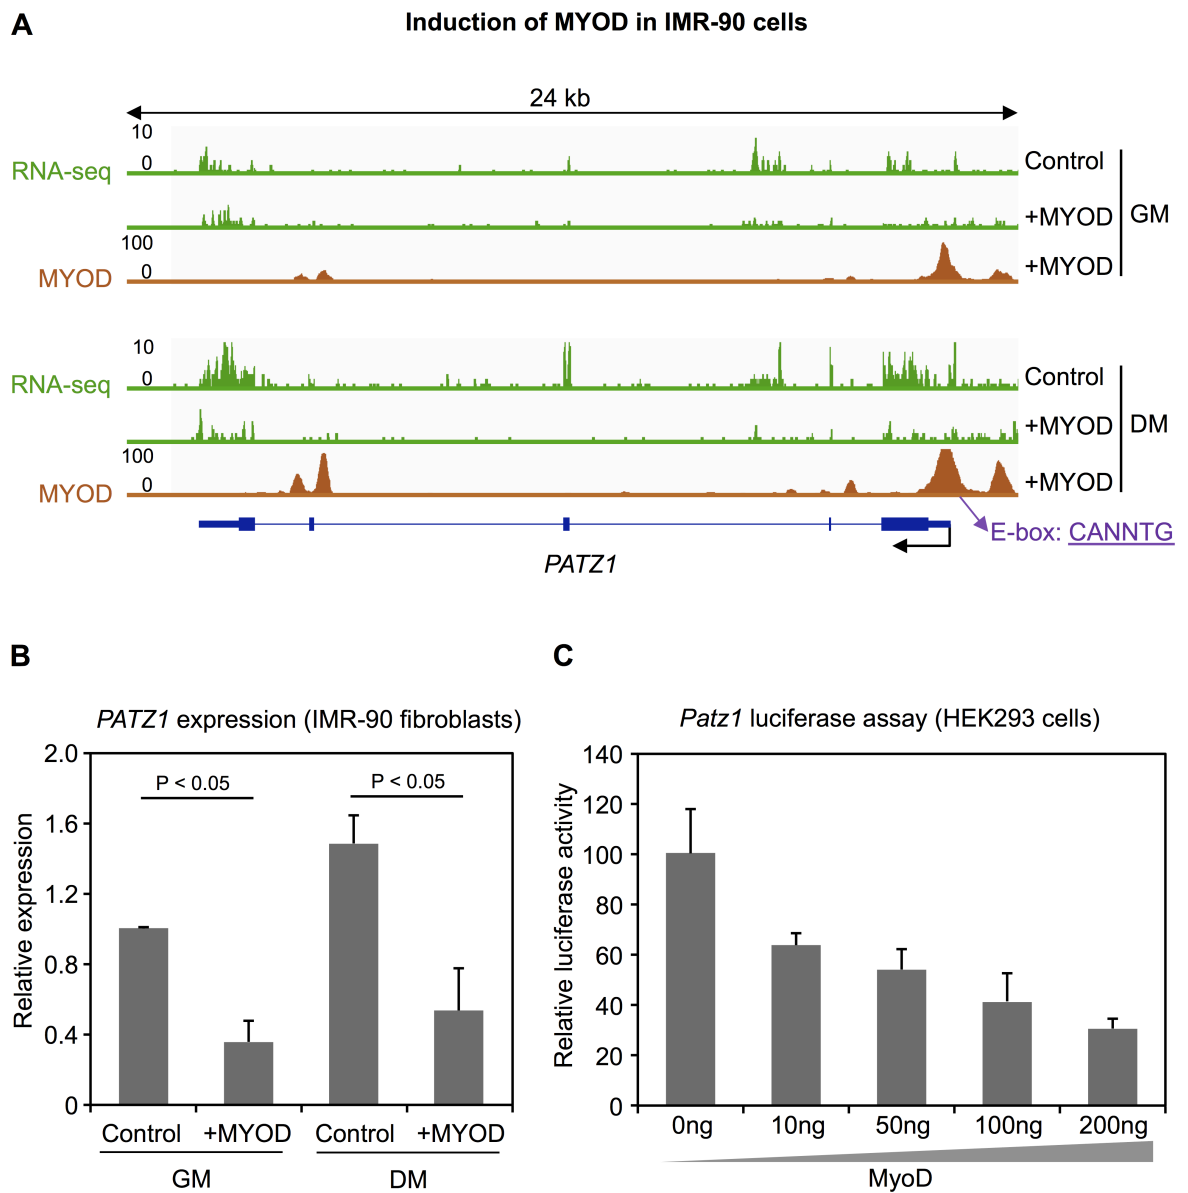 A
Induction of MYOD in IMR-90 cells
24 kb
10
0
RNA-seq
Control
+MYOD
GM
100
0
MYOD
+MYOD
10
0
RNA-seq
Control
+MYOD
DM
100
0
MYOD
+MYOD
E-box: CANNTG
PATZ1
B
PATZ1 expression (IMR-90 fibroblasts)
2.0
1.6
1.2
0.8
0.4
0
Relative expression
P < 0.05
P < 0.05
Control +MYOD Control +MYOD
GM DM
C
Patz1 luciferase assay (HEK293 cells)
140
120
100
80
60
40
20
0
Relative luciferase activity
0ng 10ng 50ng 100ng 200ng
MyoD